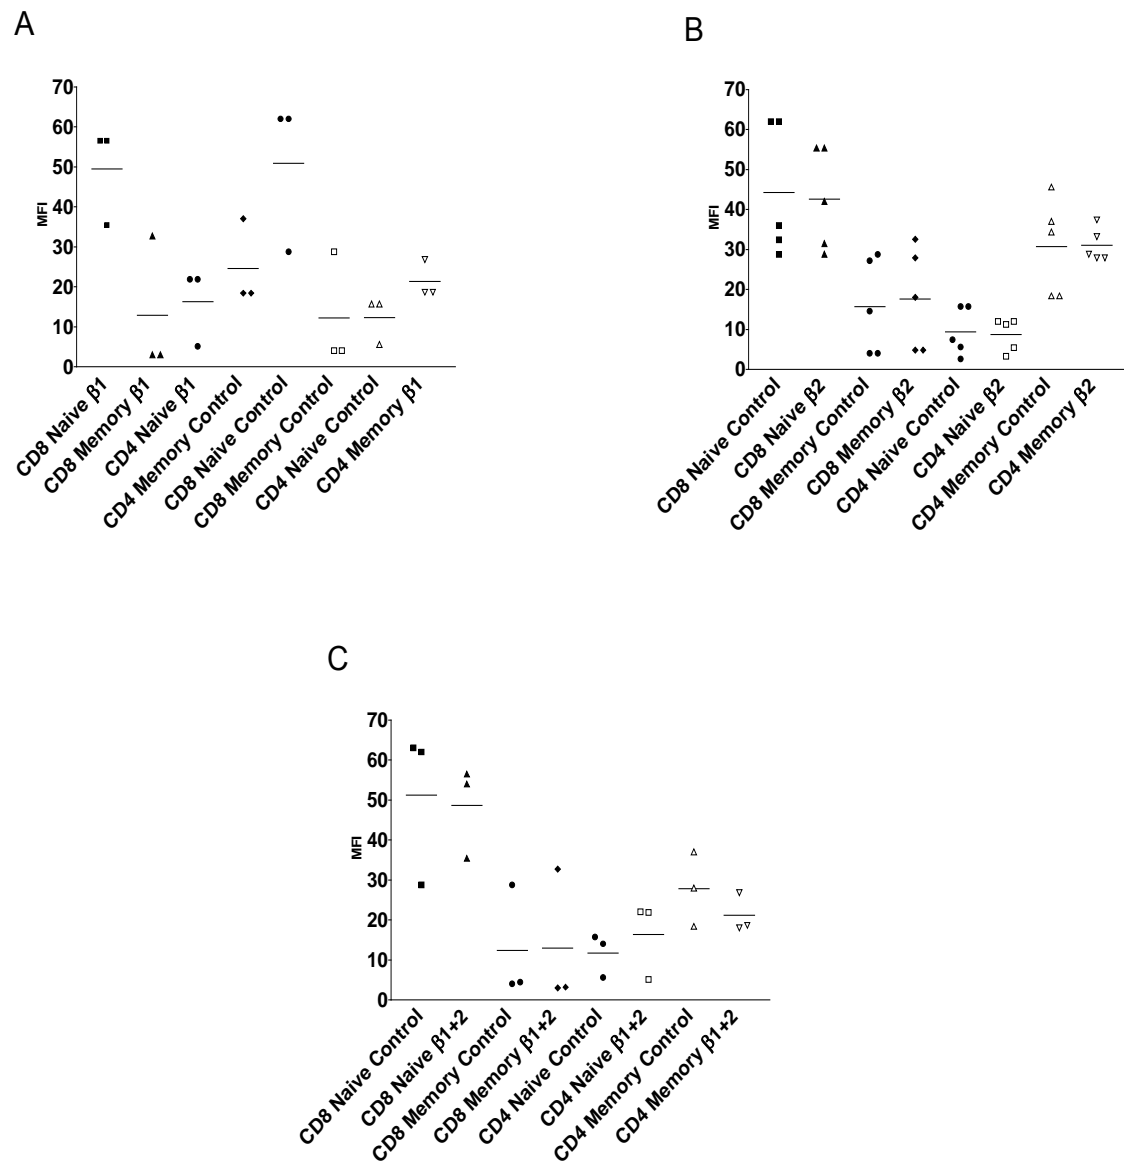 A
70
60
50
40
30
20
10
0
MFI
CD8 Naive β1
CD8 Memory β1
CD4 Naive β1
CD4 Memory Control
CD8 Naive Control
CD8 Memory Control
CD4 Naive Control
CD4 Memory β1
B
70
60
50
40
30
20
10
0
MFI
CD8 Naive Control
CD8 Naive β2
CD8 Memory Control
CD8 Memory β2
CD4 Naive Control
CD4 Naive β2
CD4 Memory Control
CD4 Memory β2
C
70
60
50
40
30
20
10
0
MFI
CD8 Naive Control
CD8 Naive β1+2
CD8 Memory Control
CD8 Memory β1+2
CD4 Naive Control
CD4 Naive β1+2
CD4 Memory Control
CD4 Memory β1+2